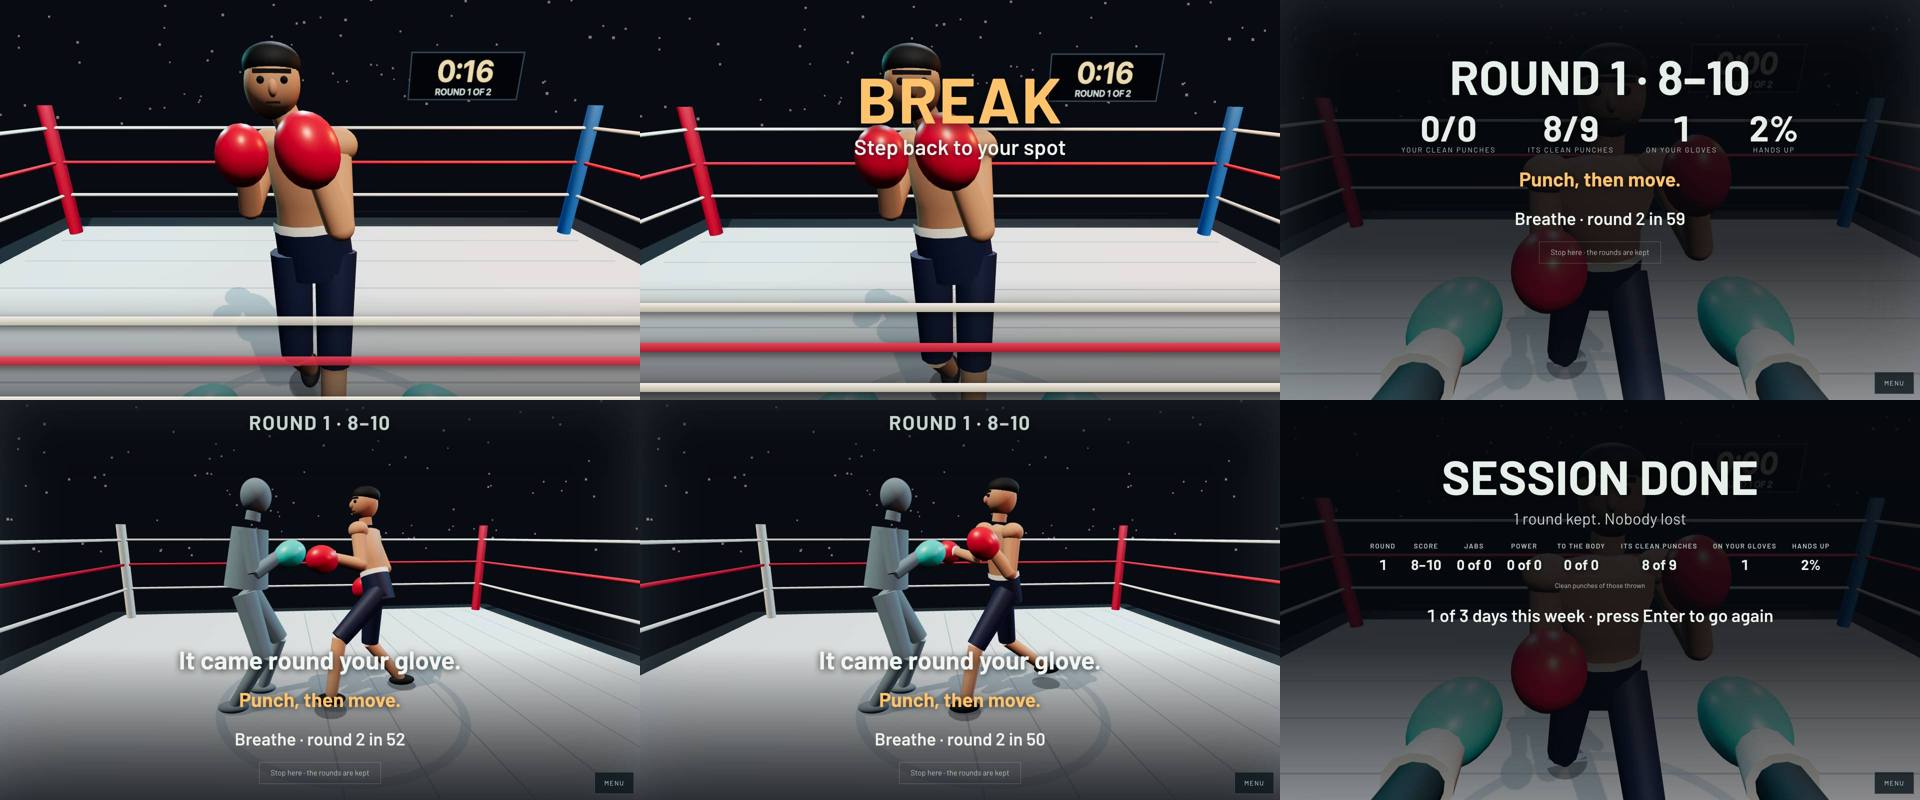 0:16
ROUND 1 OF 2
BREAK
Step back to your spot
0:16
ROUND 1 OF 2
ROUND 1 · 8–10
0/0 8/9 1 2%
YOUR CLEAN PUNCHES ITS CLEAN PUNCHES ON YOUR GLOVES HANDS UP
Punch, then move.
Breathe · round 2 in 59
Stop here · the rounds are kept
MENU
ROUND 1 · 8–10
It came round your glove.
Punch, then move.
Breathe · round 2 in 52
Stop here · the rounds are kept
MENU
ROUND 1 · 8–10
It came round your glove.
Punch, then move.
Breathe · round 2 in 50
Stop here · the rounds are kept
MENU
SESSION DONE
1 round kept. Nobody lost
ROUND SCORE JABS POWER TO THE BODY ITS CLEAN PUNCHES ON YOUR GLOVES HANDS UP
1 8–10 0 of 0 0 of 0 0 of 0 8 of 9 1 2%
Clean punches of those thrown
1 of 3 days this week · press Enter to go again
MENU